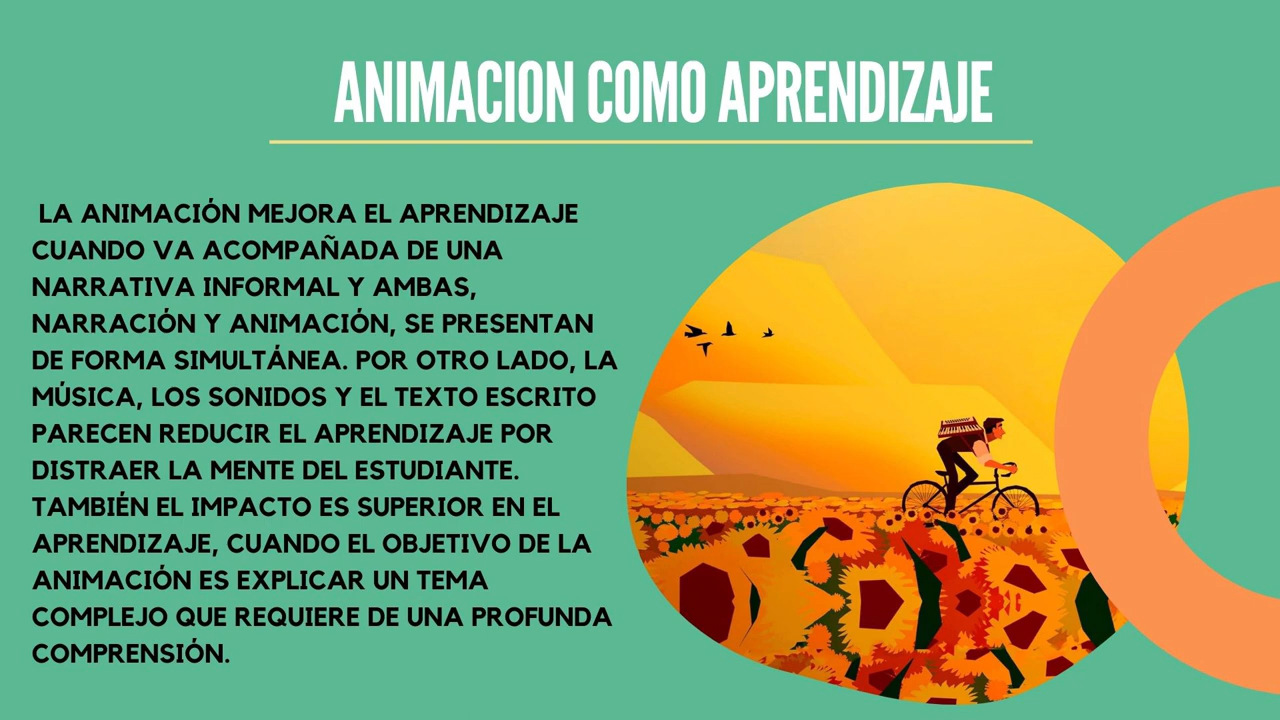 ANIMACION COMO APRENDIZAJE
LA ANIMACIÓN MEJORA EL APRENDIZAJE
CUANDO VA ACOMPAÑADA DE UNA
NARRATIVA INFORMAL Y AMBAS,
NARRACIÓN Y ANIMACIÓN, SE PRESENTAN
DE FORMA SIMULTÁNEA. POR OTRO LADO, LA
MÚSICA, LOS SONIDOS Y EL TEXTO ESCRITO
PARECEN REDUCIR EL APRENDIZAJE POR
DISTRAER LA MENTE DEL ESTUDIANTE.
TAMBIÉN EL IMPACTO ES SUPERIOR EN EL
APRENDIZAJE, CUANDO EL OBJETIVO DE LA
ANIMACIÓN ES EXPLICAR UN TEMA
COMPLEJO QUE REQUIERE DE UNA PROFUNDA
COMPRENSIÓN.